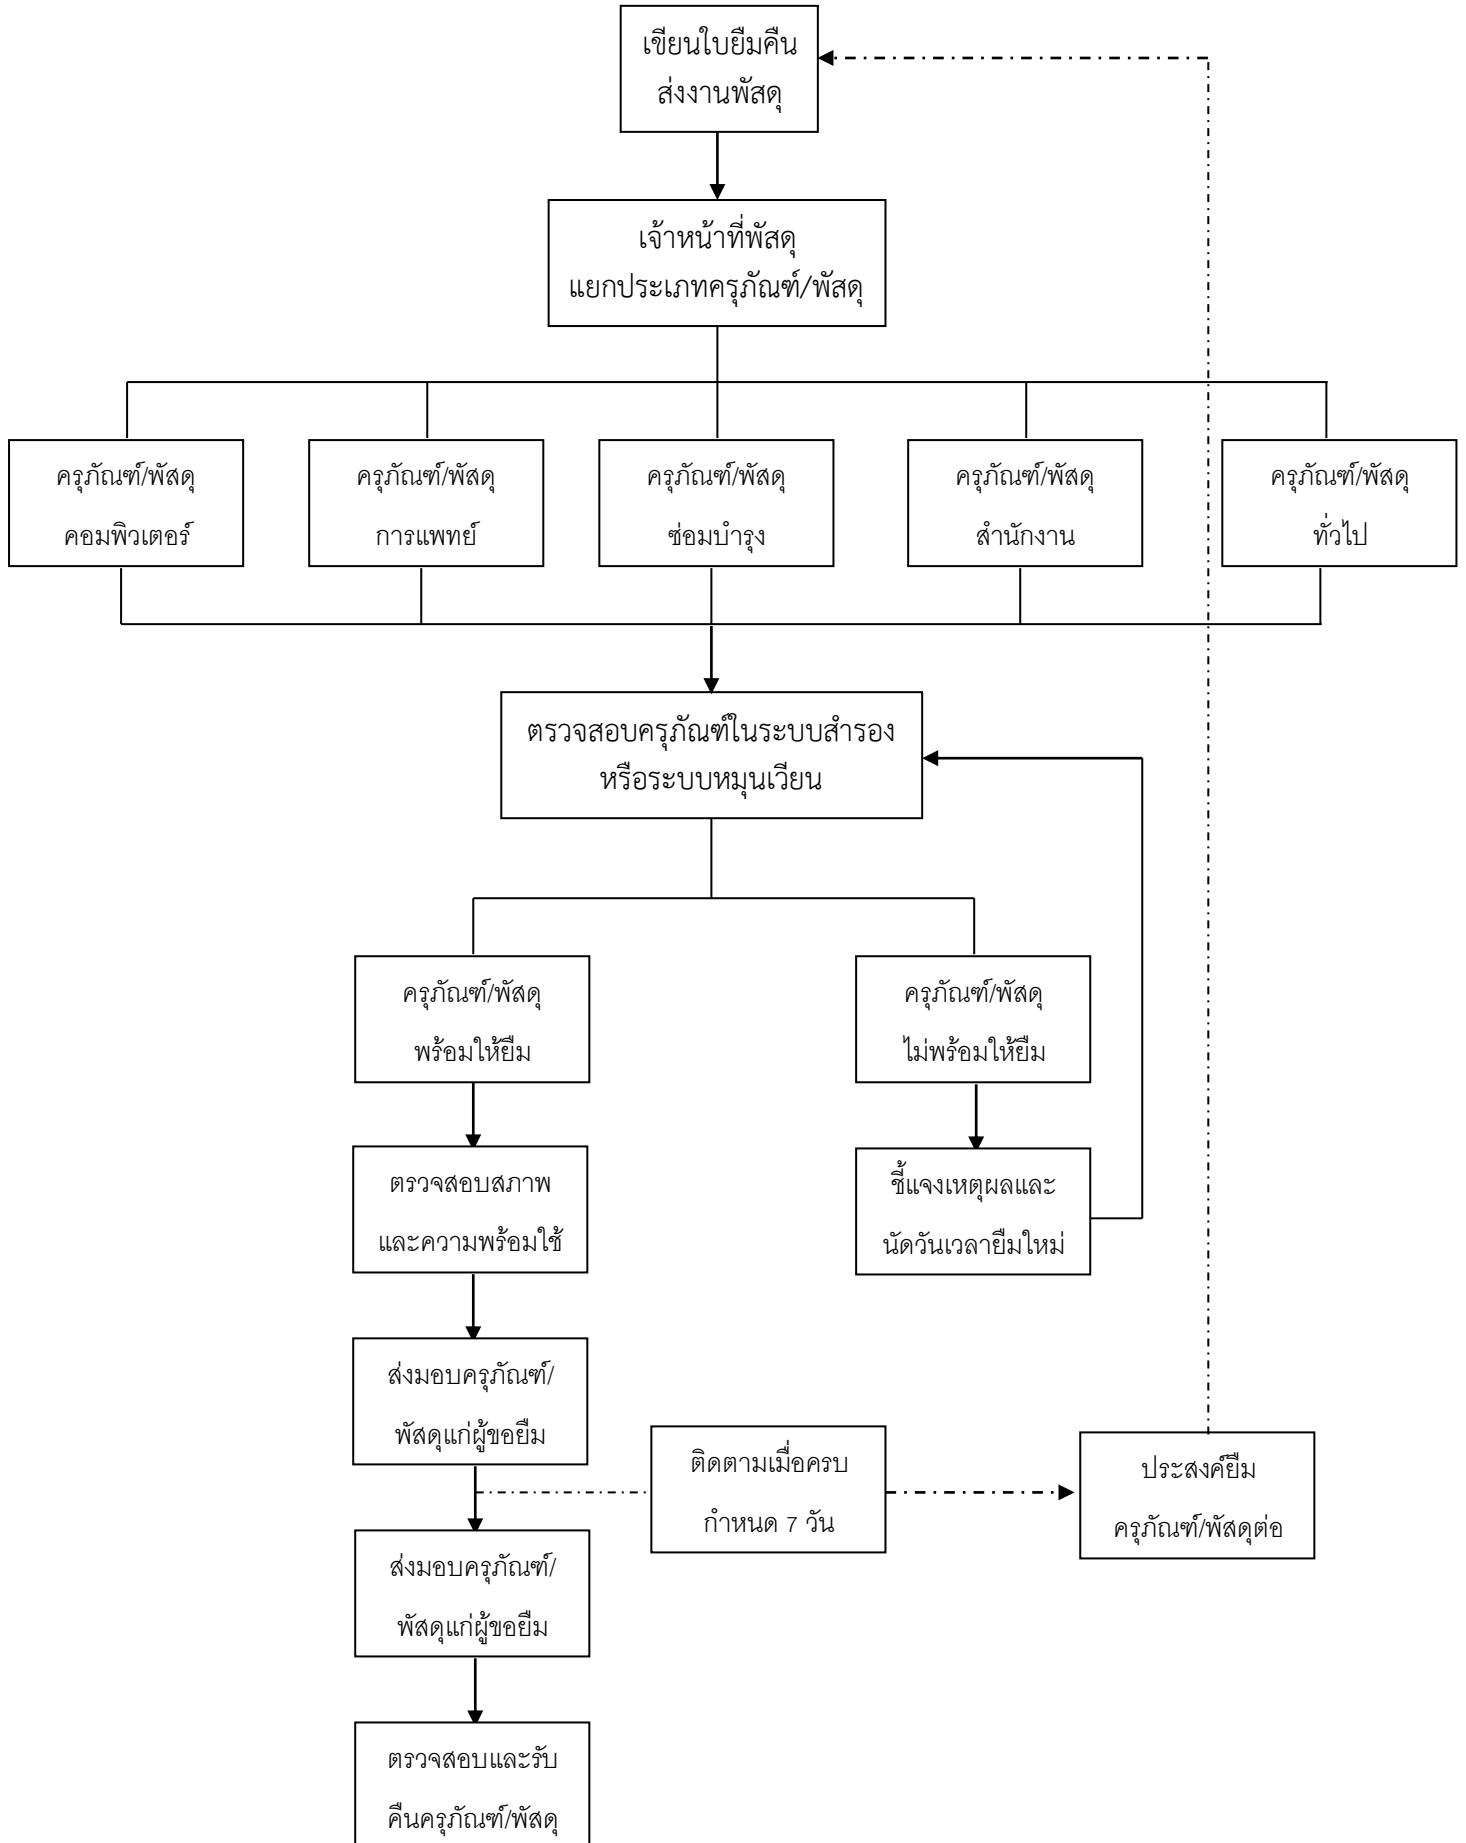 เขียนใบยืมคืน
ส่งงานพัสดุ
เจ้าหน้าที่พัสดุ
แยกประเภทครุภัณฑ์/พัสดุ
ครุภัณฑ์/พัสดุ
คอมพิวเตอร์
ครุภัณฑ์/พัสดุ
การแพทย์
ครุภัณฑ์/พัสดุ
ซ่อมบำรุง
ครุภัณฑ์/พัสดุ
สำนักงาน
ครุภัณฑ์/พัสดุ
ทั่วไป
ตรวจสอบครุภัณฑ์ในระบบสำรอง
หรือระบบหมุนเวียน
ครุภัณฑ์/พัสดุ
พร้อมให้ยืม
ครุภัณฑ์/พัสดุ
ไม่พร้อมให้ยืม
ตรวจสอบสภาพ
และความพร้อมใช้
ชี้แจงเหตุผลและ
นัดวันเวลายืมใหม่
ส่งมอบครุภัณฑ์/
พัสดุแก่ผู้ขอยืม
ติดตามเมื่อครบ
กำหนด 7 วัน
ประสงค์ยืม
ครุภัณฑ์/พัสดุต่อ
ส่งมอบครุภัณฑ์/
พัสดุแก่ผู้ขอยืม
ตรวจสอบและรับ
คืนครุภัณฑ์/พัสดุ